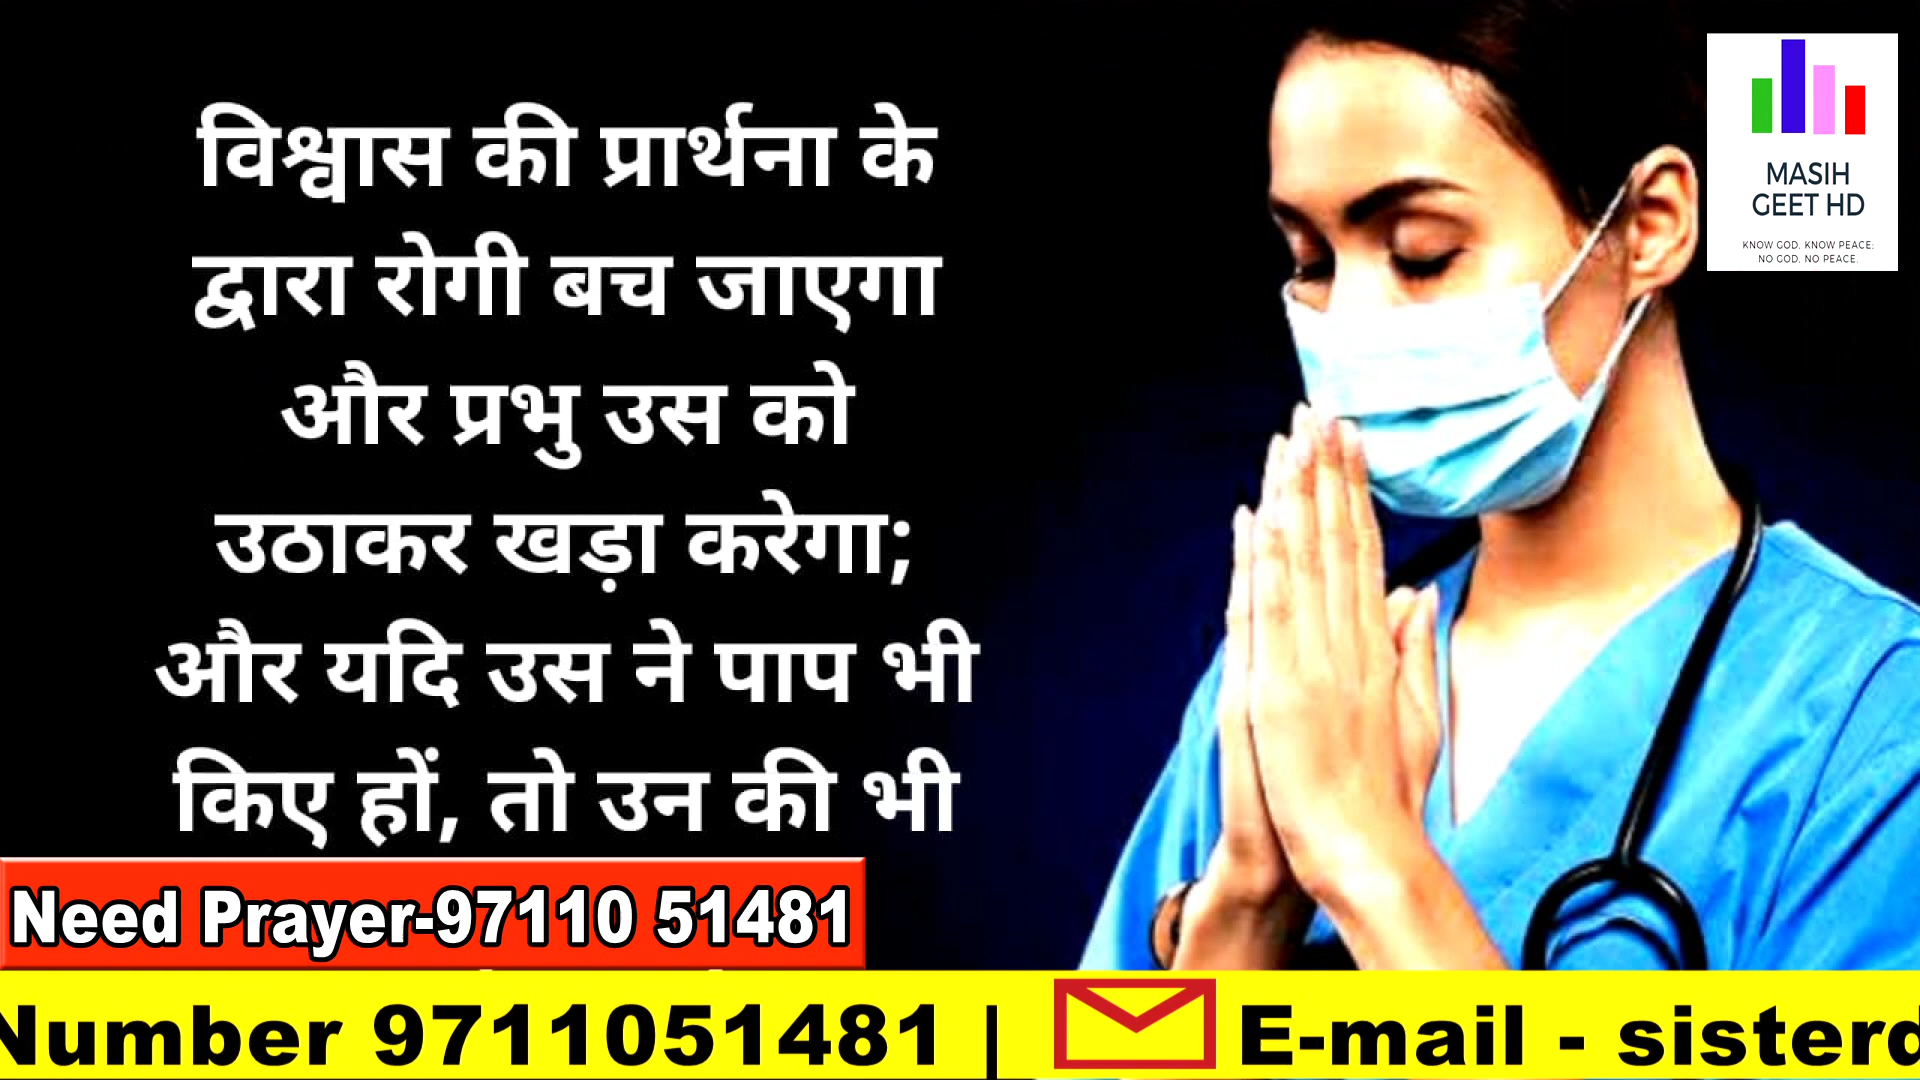 विश्वास की प्रार्थना के
द्वारा रोगी बच जाएगा
और प्रभु उस को
उठाकर खड़ा करेगा;
और यदि उस ने पाप भी
किए हों, तो उन की भी
MASIH
GEET HD
KNOW GOD, KNOW PEACE;
NO GOD, NO PEACE.
Need Prayer-97110 51481
Number 9711051481 | E-mail - sisterd